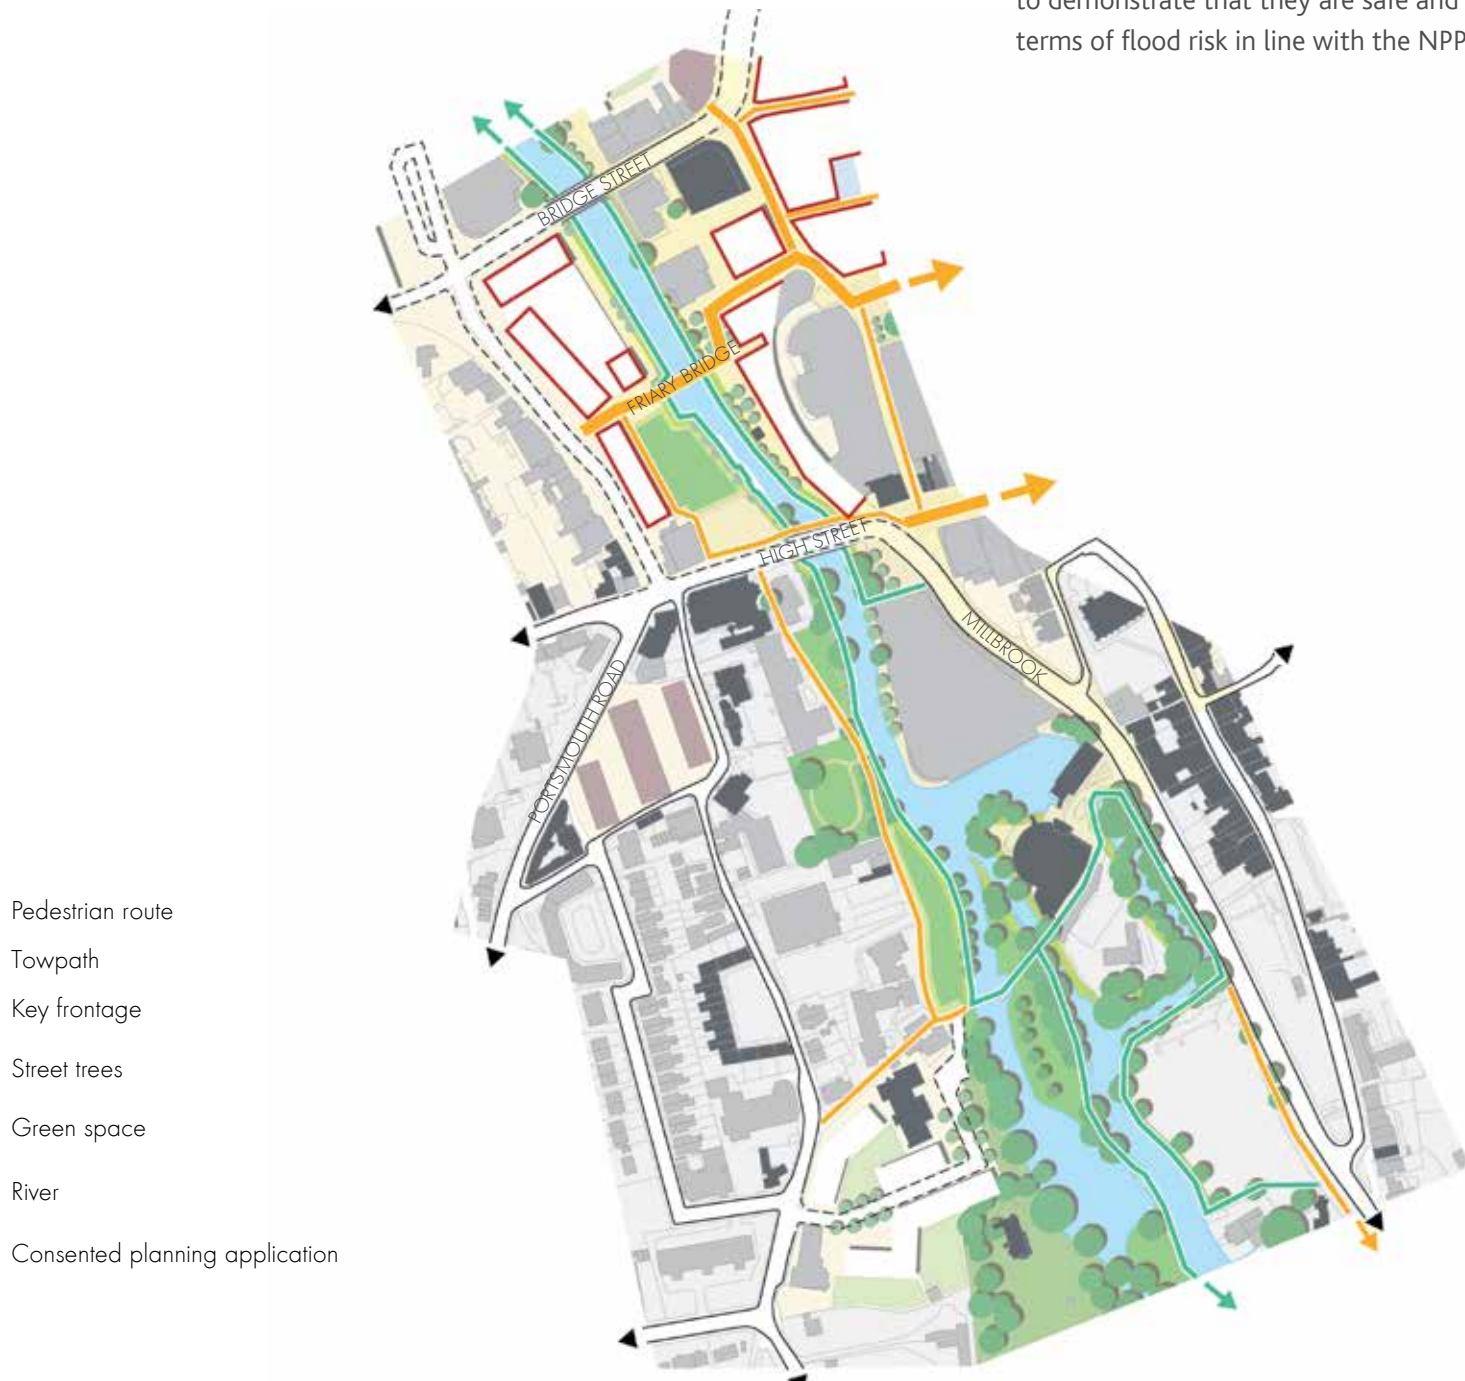 to demonstrate that they are safe and
terms of flood risk in line with the NPP
BRIDGE STREET
FRIARY BRIDGE
HIGH STREET
MILLBROOK
PORTSMOUTH ROAD
Pedestrian route
Towpath
Key frontage
Street trees
Green space
River
Consented planning application